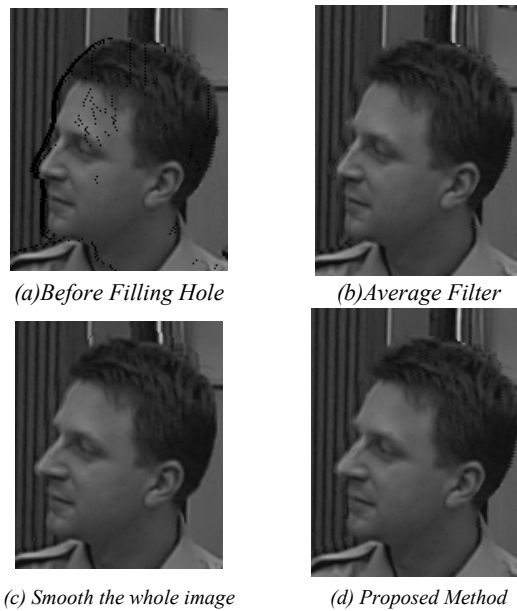 (a)Before Filling Hole
(b)Average Filter
(c) Smooth the whole image
(d) Proposed Method